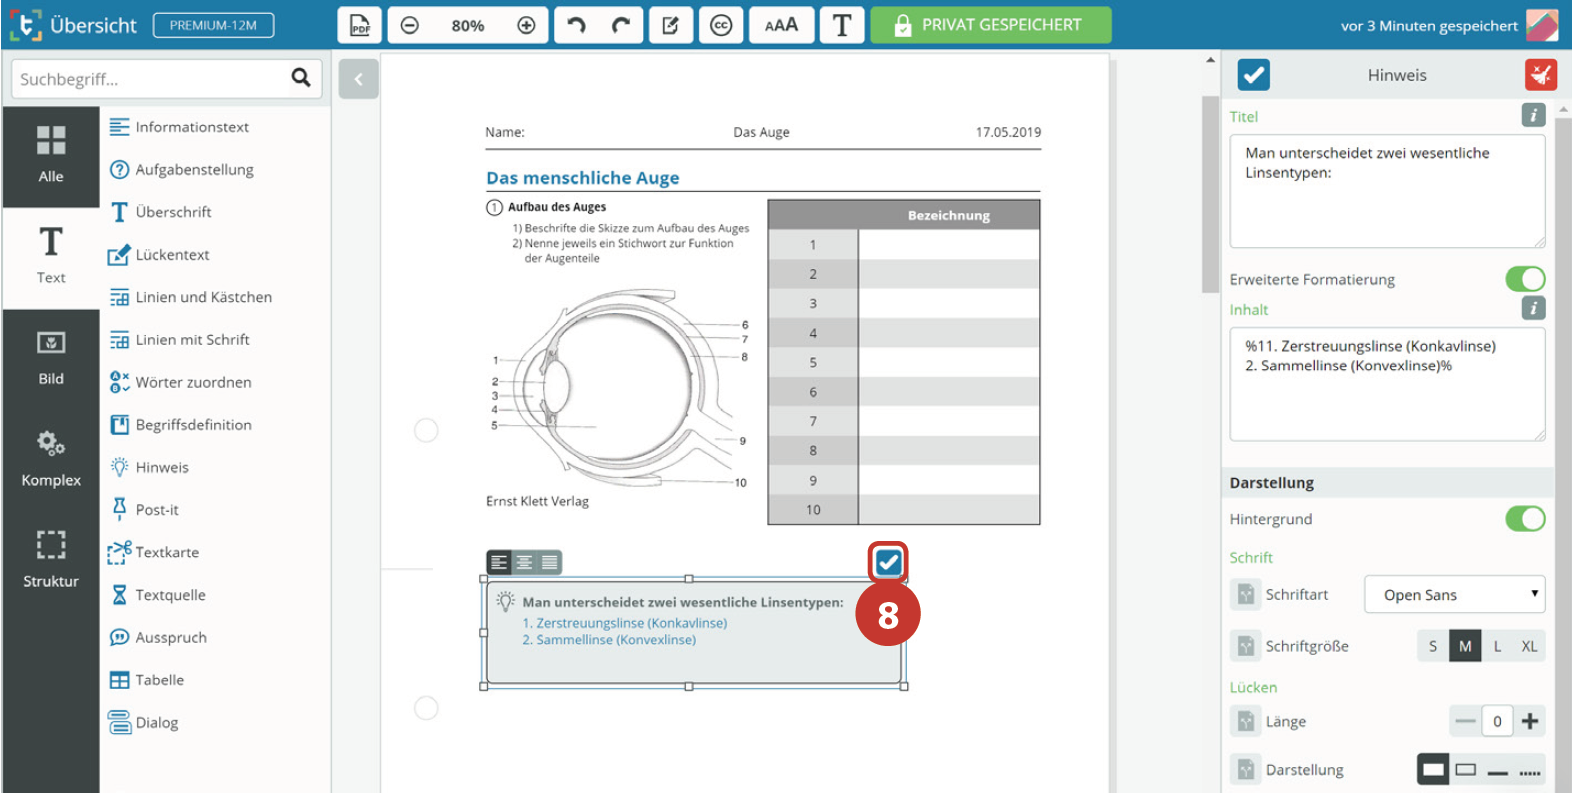 Übersicht
PREMIUM-12M
PDF
80%
cc
AAA
T
PRIVAT GESPEICHERT
vor 3 Minuten gespeichert
Suchbegriff...
Alle
Text
Bild
Komplex
Struktur
Informationstext
Aufgabenstellung
Überschrift
Lückentext
Linien und Kästchen
Linien mit Schrift
Wörter zuordnen
Begriffsdefinition
Hinweis
Post-it
Textkarte
Textquelle
Ausspruch
Tabelle
Dialog
Name:
Das Auge
17.05.2019
Das menschliche Auge
1 Aufbau des Auges
1) Beschrifte die Skizze zum Aufbau des Auges
2) Nenne jeweils ein Stichwort zur Funktion
der Augenteile
1
2
3
4
5
6
7
8
9
10
Ernst Klett Verlag
Bezeichnung
1
2
3
4
5
6
7
8
9
10
Man unterscheidet zwei wesentliche Linsentypen:
1. Zerstreuungslinse (Konkavlinse)
2. Sammellinse (Konvexlinse)
8
Hinweis
Titel
i
Man unterscheidet zwei wesentliche
Linsentypen:
Erweiterte Formatierung
Inhalt
i
%11. Zerstreuungslinse (Konkavlinse)
2. Sammellinse (Konvexlinse)%
Darstellung
Hintergrund
Schrift
Schriftart
Open Sans
Schriftgröße
S M L XL
Lücken
Länge
0
Darstellung